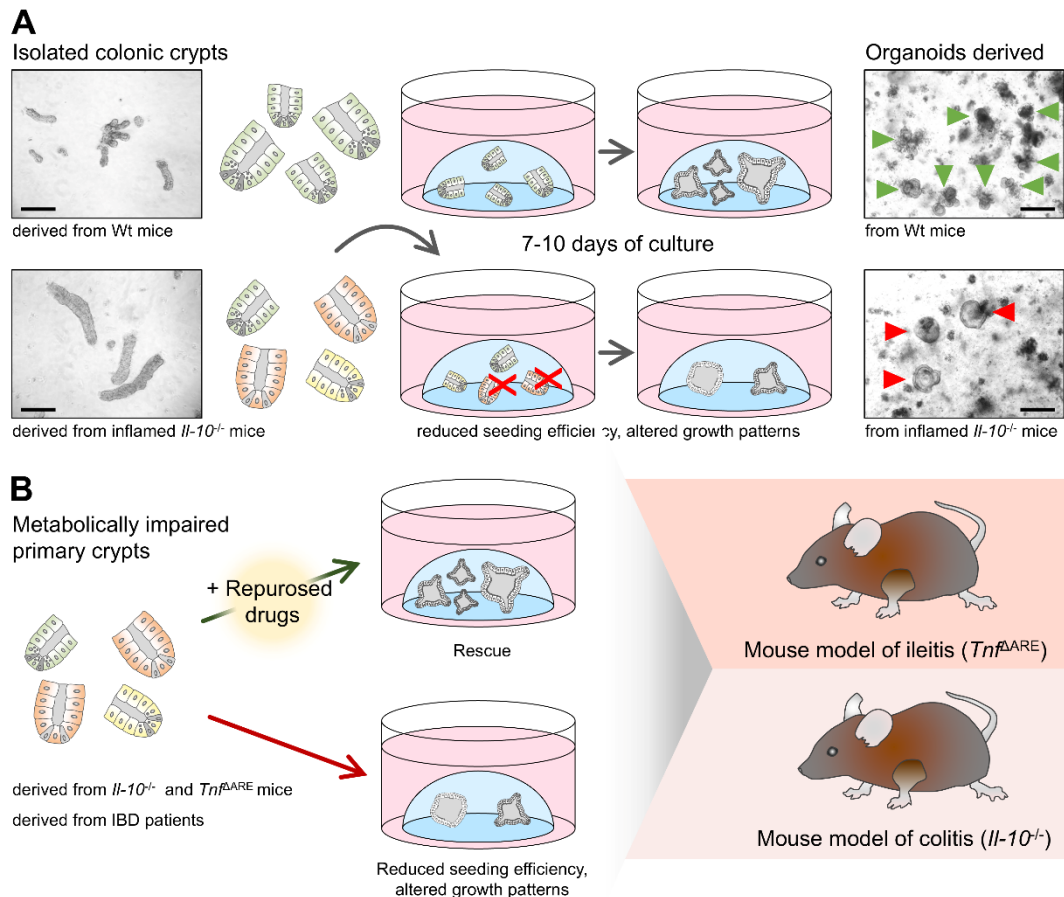 A
Isolated colonic crypts
Organoids derived
derived from Wt mice
from Wt mice
7-10 days of culture
derived from inflamed Il-10-/- mice
reduced seeding efficiency, altered growth patterns
from inflamed Il-10-/- mice
B
Metabolically impaired
primary crypts
+ Repurosed
drugs
Rescue
Mouse model of ileitis (TnfΔARE)
derived from Il-10-/- and TnfΔARE mice
derived from IBD patients
Mouse model of colitis (Il-10-/-)
Reduced seeding efficiency,
altered growth patterns